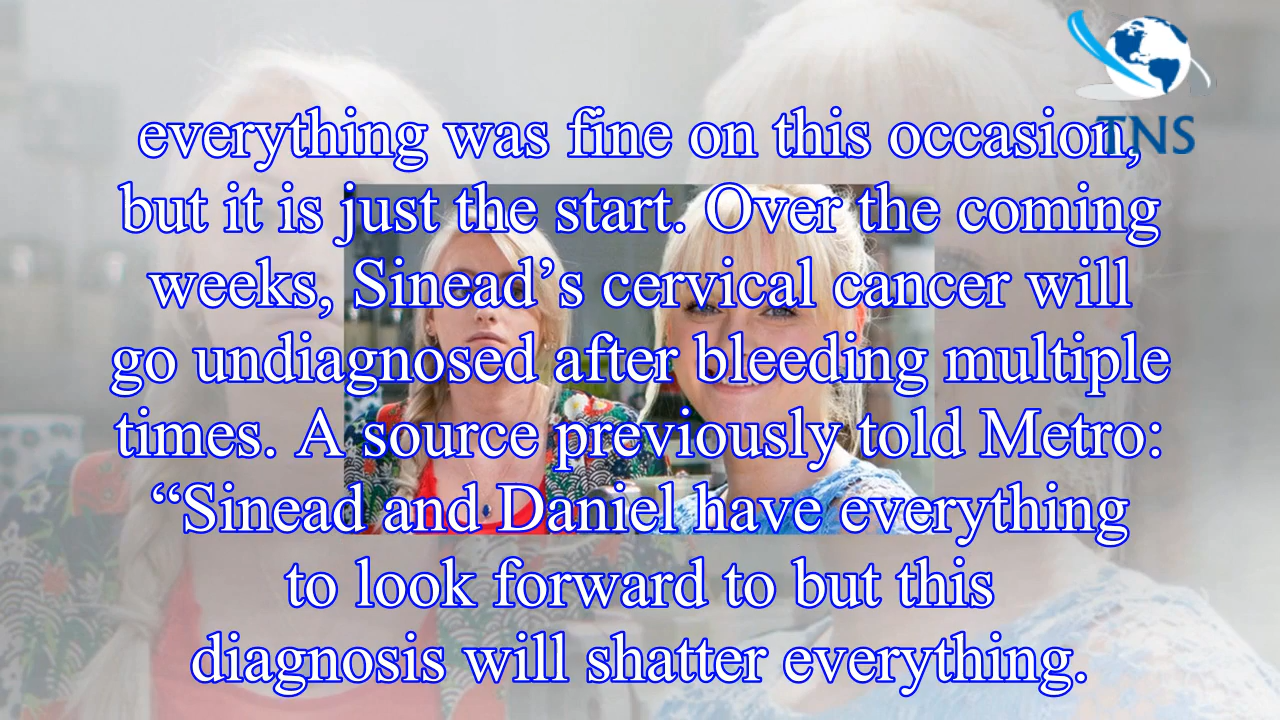 everything was fine on this occasion,
TNS
but it is just the start. Over the coming
weeks, Sinead’s cervical cancer will
go undiagnosed after bleeding multiple
times. A source previously told Metro:
“Sinead and Daniel have everything
to look forward to but this
diagnosis will shatter everything.